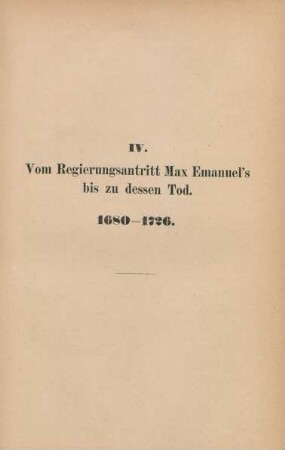 IV.
Vom Regierungsantritt Max Emanuel's
bis zu dessen Tod.
1680—1726.